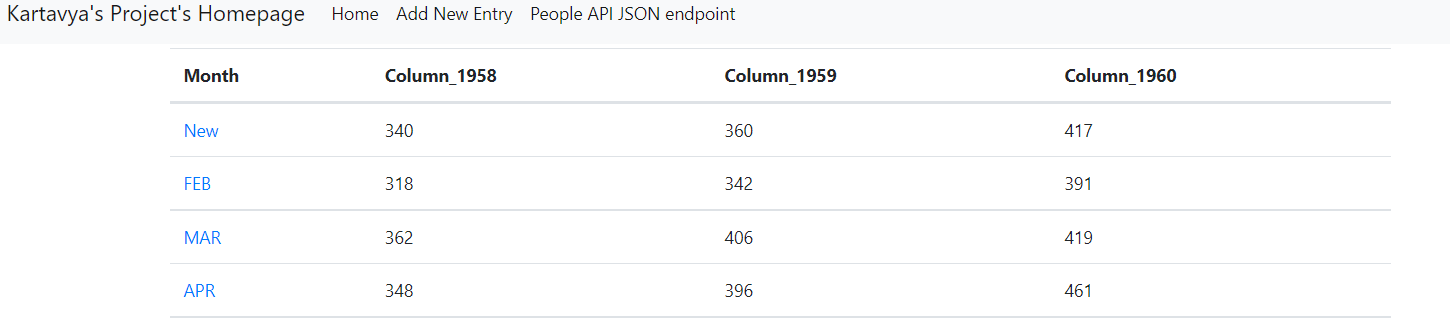 Kartavya's Project's Homepage Home Add New Entry People API JSON endpoint
Month Column_1958 Column_1959 Column_1960
New 340 360 417
FEB 318 342 391
MAR 362 406 419
APR 348 396 461